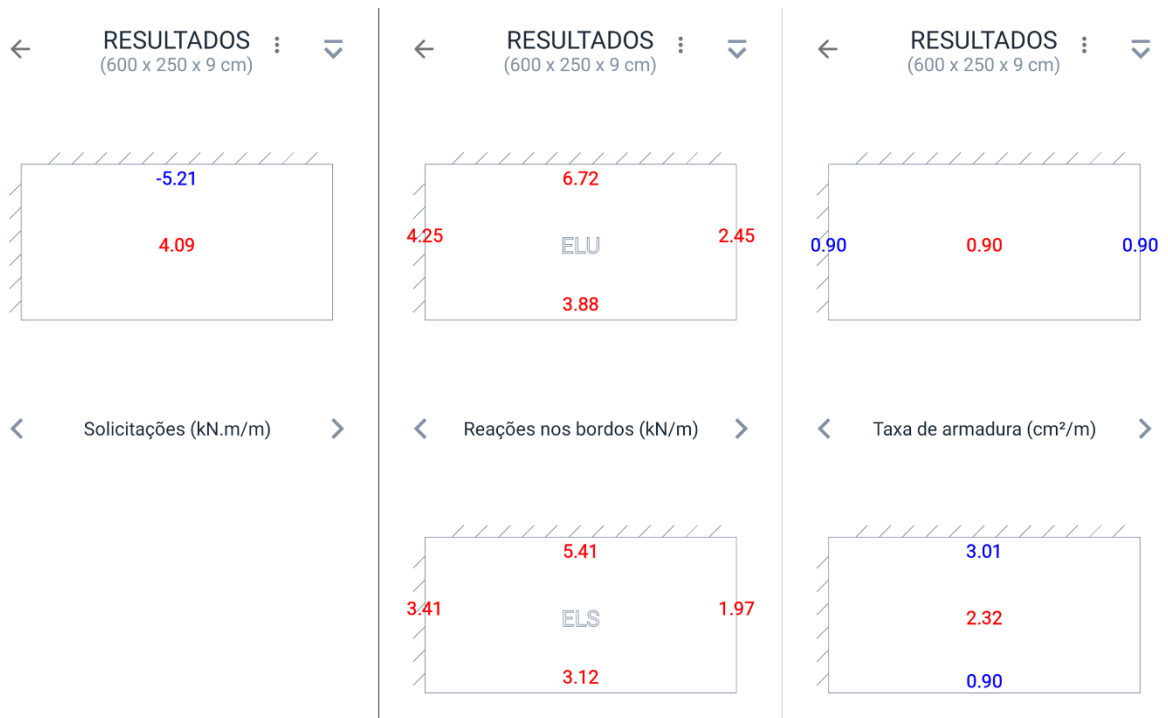 RESULTADOS
(600 x 250 x 9 cm)
-5.21
4.09
Solicitações (kN.m/m)
RESULTADOS
(600 x 250 x 9 cm)
6.72
4.25
ELU
2.45
3.88
Reações nos bordos (kN/m)
5.41
3.41
ELS
1.97
3.12
RESULTADOS
(600 x 250 x 9 cm)
0.90
0.90
0.90
Taxa de armadura (cm²/m)
3.01
2.32
0.90